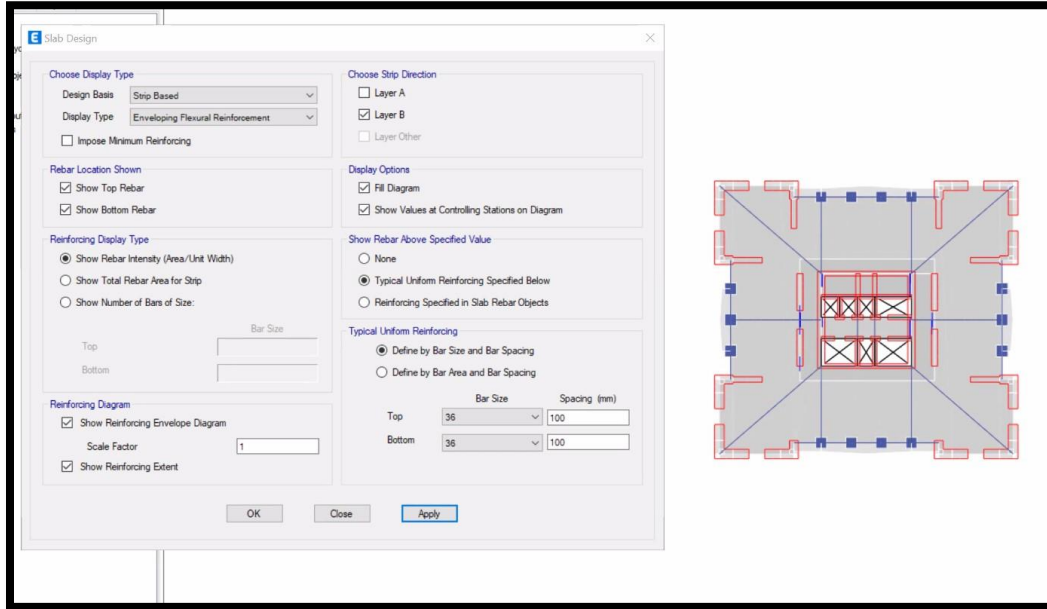 E Slab Design
Choose Display Type
Design Basis Strip Based
Display Type Enveloping Flexural Reinforcement
Impose Minimum Reinforcing
Rebar Location Shown
Show Top Rebar
Show Bottom Rebar
Reinforcing Display Type
Show Rebar Intensity (Area/Unit Width)
Show Total Rebar Area for Strip
Show Number of Bars of Size:
Bar Size
Top
Bottom
Reinforcing Diagram
Show Reinforcing Envelope Diagram
Scale Factor 1
Show Reinforcing Extent
Choose Strip Direction
Layer A
Layer B
Layer Other
Display Options
Fill Diagram
Show Values at Controlling Stations on Diagram
Show Rebar Above Specified Value
None
Typical Uniform Reinforcing Specified Below
Reinforcing Specified in Slab Rebar Objects
Typical Uniform Reinforcing
Define by Bar Size and Bar Spacing
Define by Bar Area and Bar Spacing
Bar Size Spacing (mm)
Top 36 100
Bottom 36 100
OK Close Apply